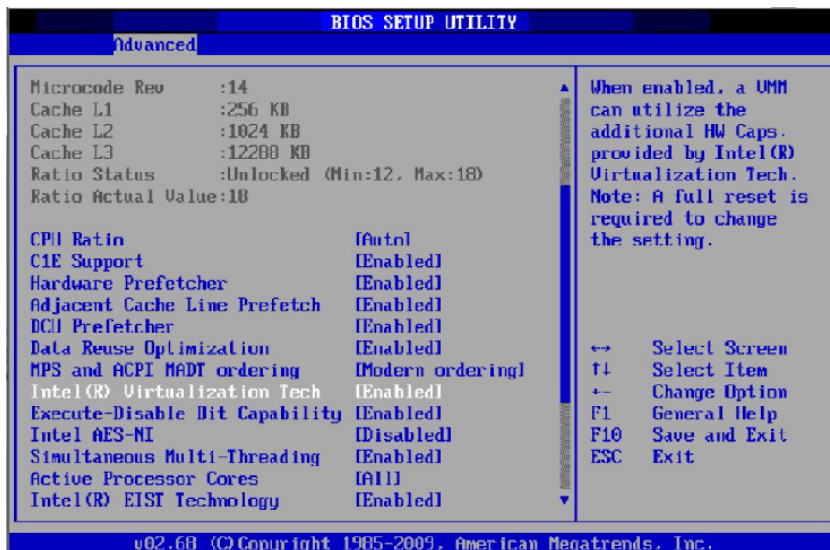 BIOS SETUP UTILITY
Advanced
Microcode Rev :14
Cache L1 :256 KB
Cache L2 :1024 KB
Cache L3 :12288 KB
Ratio Status :Unlocked (Min:12, Max:18)
Ratio Actual Value:18
CPU Ratio [Auto]
C1E Support [Enabled]
Hardware Prefetcher [Enabled]
Adjacent Cache Line Prefetch [Enabled]
DCU Prefetcher [Enabled]
Data Reuse Optimization [Enabled]
MPS and ACPI MADT ordering [Modern ordering]
Intel(R) Virtualization Tech [Enabled]
Execute-Disable Bit Capability [Enabled]
Intel AES-NI [Disabled]
Simultaneous Multi-Threading [Enabled]
Active Processor Cores [All]
Intel(R) EIST Technology [Enabled]
When enabled, a VMM
can utilize the
additional HW Caps.
provided by Intel(R)
Virtualization Tech.
Note: A full reset is
required to change
the setting.
↔ Select Screen
↑↓ Select Item
+- Change Option
F1 General Help
F10 Save and Exit
ESC Exit
v02.68 (C)Copyright 1985-2009, American Megatrends, Inc.